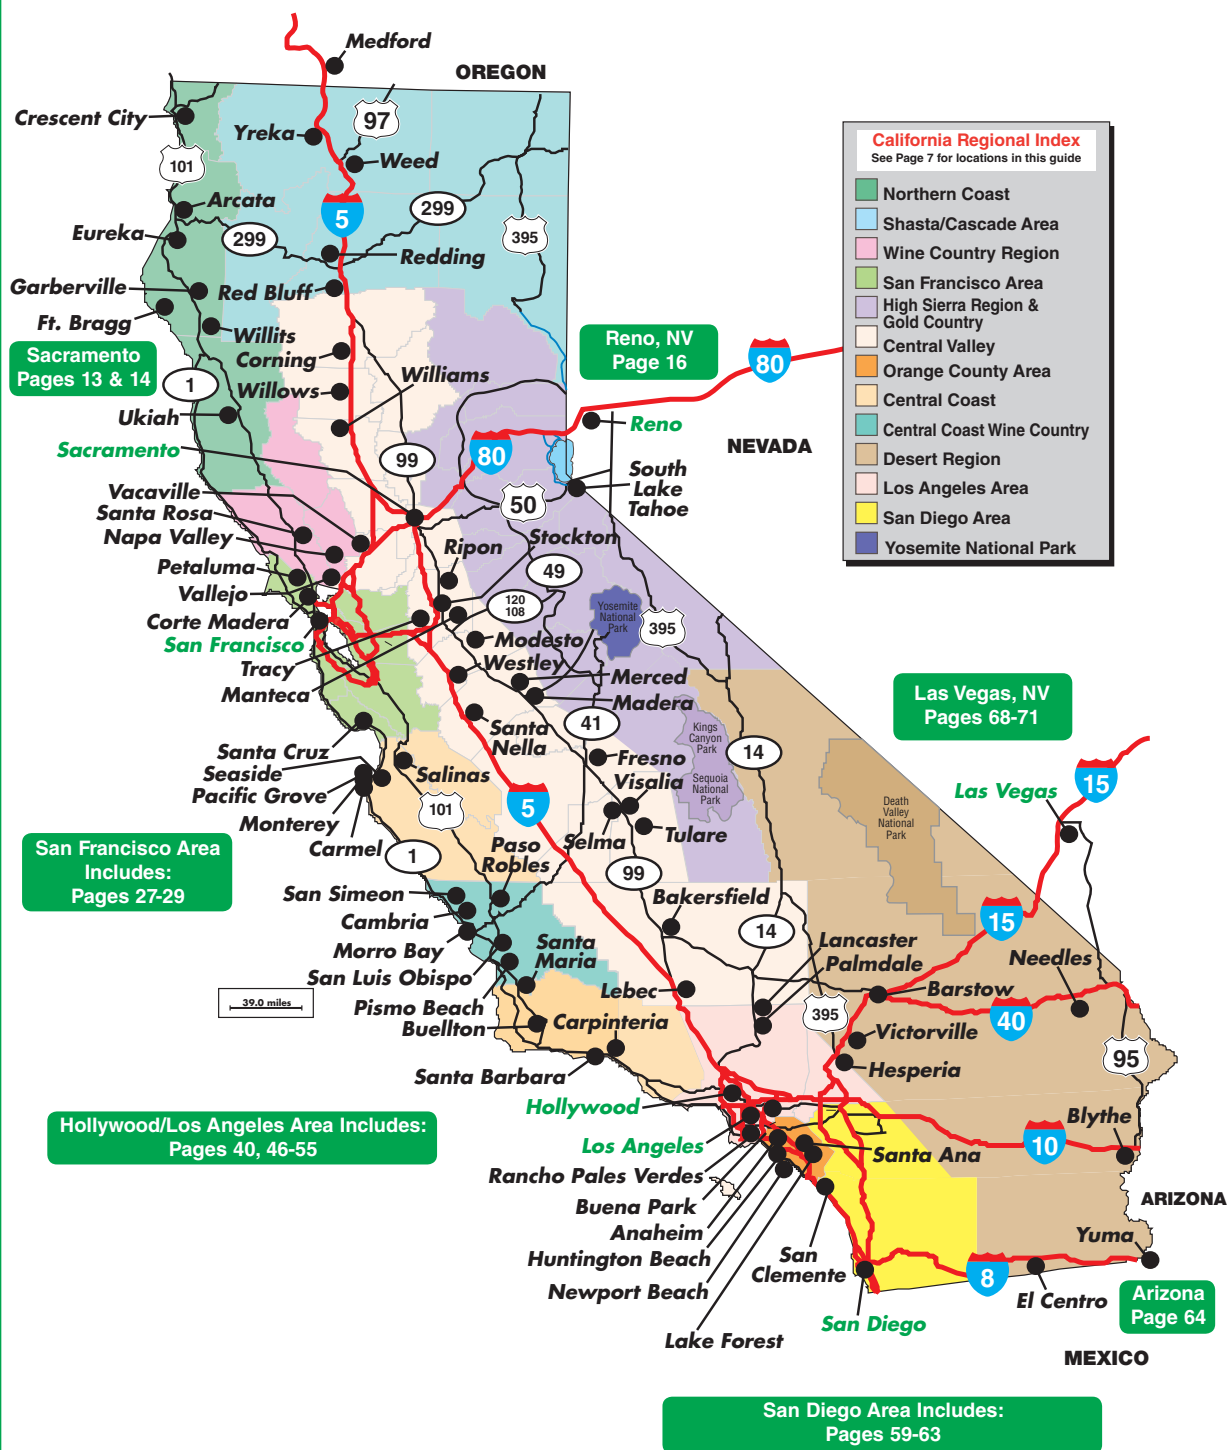 Medford
OREGON
Crescent City
97
Yreka
101
Weed
California Regional Index
See Page 7 for locations in this guide
Northern Coast
Shasta/Cascade Area
Wine Country Region
San Francisco Area
High Sierra Region &
Gold Country
Central Valley
Orange County Area
Central Coast
Central Coast Wine Country
Desert Region
Los Angeles Area
San Diego Area
Yosemite National Park
Arcata
5
299
Eureka
299
395
Redding
Garberville
Red Bluff
Ft. Bragg
Willits
Corning
Sacramento
Pages 13 & 14
Reno, NV
Page 16
80
1
Willows
Williams
Ukiah
Reno
Sacramento
99
80
NEVADA
South
Lake
Tahoe
Vacaville
50
Santa Rosa
Napa Valley
Stockton
Ripon
Petaluma
49
Vallejo
120
108
Yosemite
National
Park
395
Corte Madera
San Francisco
Modesto
Tracy
Westley
Manteca
Merced
Madera
Las Vegas, NV
Pages 68-71
41
Santa
Nella
Kings
Canyon
Park
14
Santa Cruz
Seaside
Salinas
Fresno
Pacific Grove
Visalia
Sequoia
National
Park
15
Las Vegas
Monterey
101
5
Death
Valley
National
Park
Carmel
1
Selma
Tulare
San Francisco Area
Includes:
Pages 27-29
Paso
Robles
99
San Simeon
Bakersfield
Cambria
15
14
Morro Bay
Santa
Maria
Lancaster
San Luis Obispo
Palmdale
Needles
Lebec
Barstow
39.0 miles
Pismo Beach
Buellton
Carpinteria
395
40
Victorville
95
Santa Barbara
Hesperia
Hollywood
Blythe
Hollywood/Los Angeles Area Includes:
Pages 40, 46-55
Los Angeles
10
Santa Ana
Rancho Pales Verdes
Buena Park
ARIZONA
Anaheim
Yuma
Huntington Beach
San
Clemente
8
Newport Beach
El Centro
Arizona
Page 64
San Diego
Lake Forest
MEXICO
San Diego Area Includes:
Pages 59-63